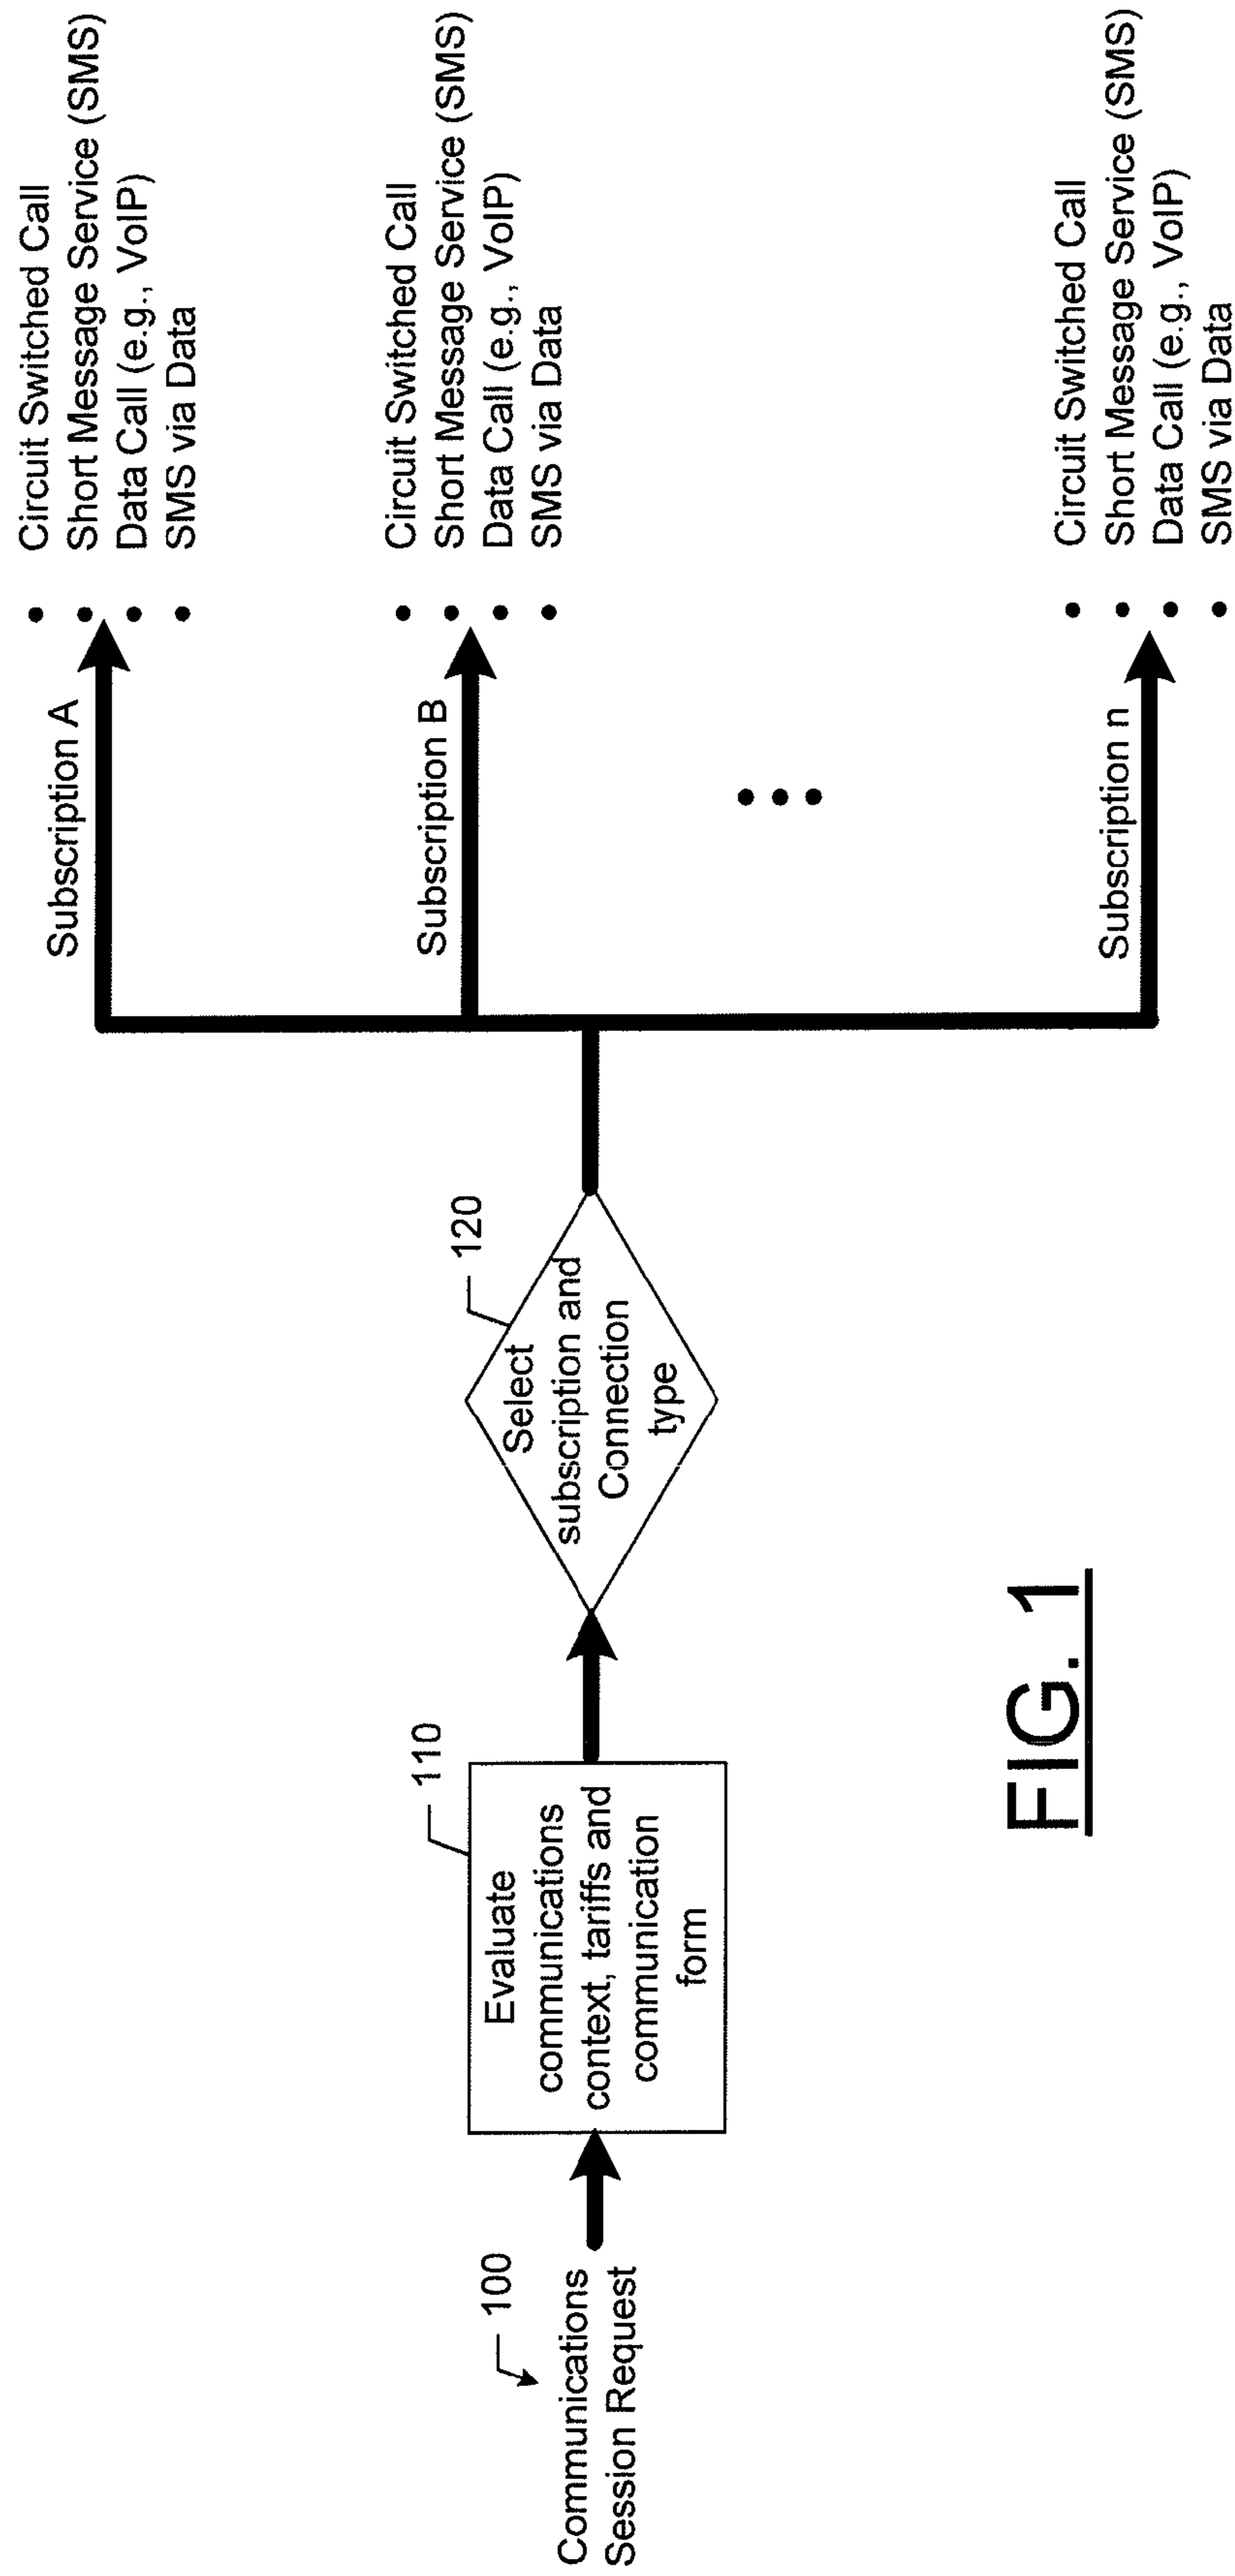 100
Communications
Session Request
110
Evaluate
communications
context, tariffs and
communication
form
120
Select
subscription and
Connection
type
Subscription A
• Circuit Switched Call
• Short Message Service (SMS)
• Data Call (e.g., VoIP)
• SMS via Data
Subscription B
• Circuit Switched Call
• Short Message Service (SMS)
• Data Call (e.g., VoIP)
• SMS via Data
Subscription n
• Circuit Switched Call
• Short Message Service (SMS)
• Data Call (e.g., VoIP)
• SMS via Data
FIG. 1